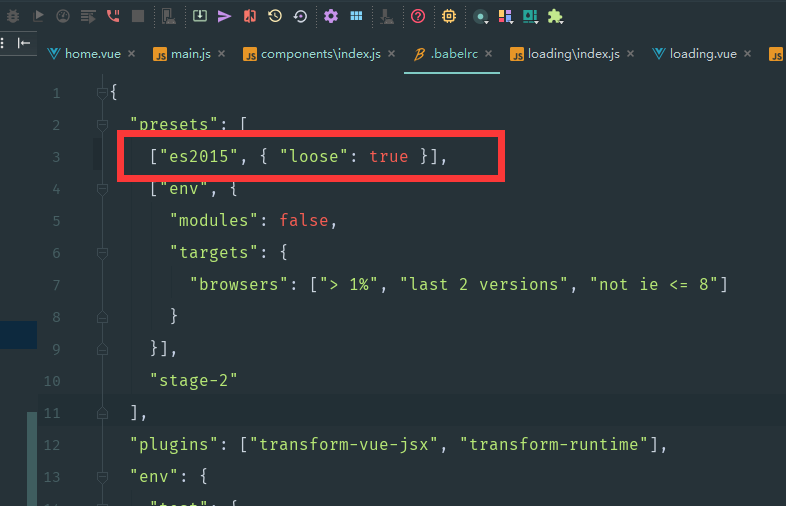 home.vue main.js components\index.js .babelrc loading\index.js loading.vue
1 {
2 "presets": [
3 ["es2015", { "loose": true }],
4 ["env", {
5 "modules": false,
6 "targets": {
7 "browsers": ["> 1%", "last 2 versions", "not ie <= 8"]
8 }
9 }],
10 "stage-2"
11 ],
12 "plugins": ["transform-vue-jsx", "transform-runtime"],
13 "env": {